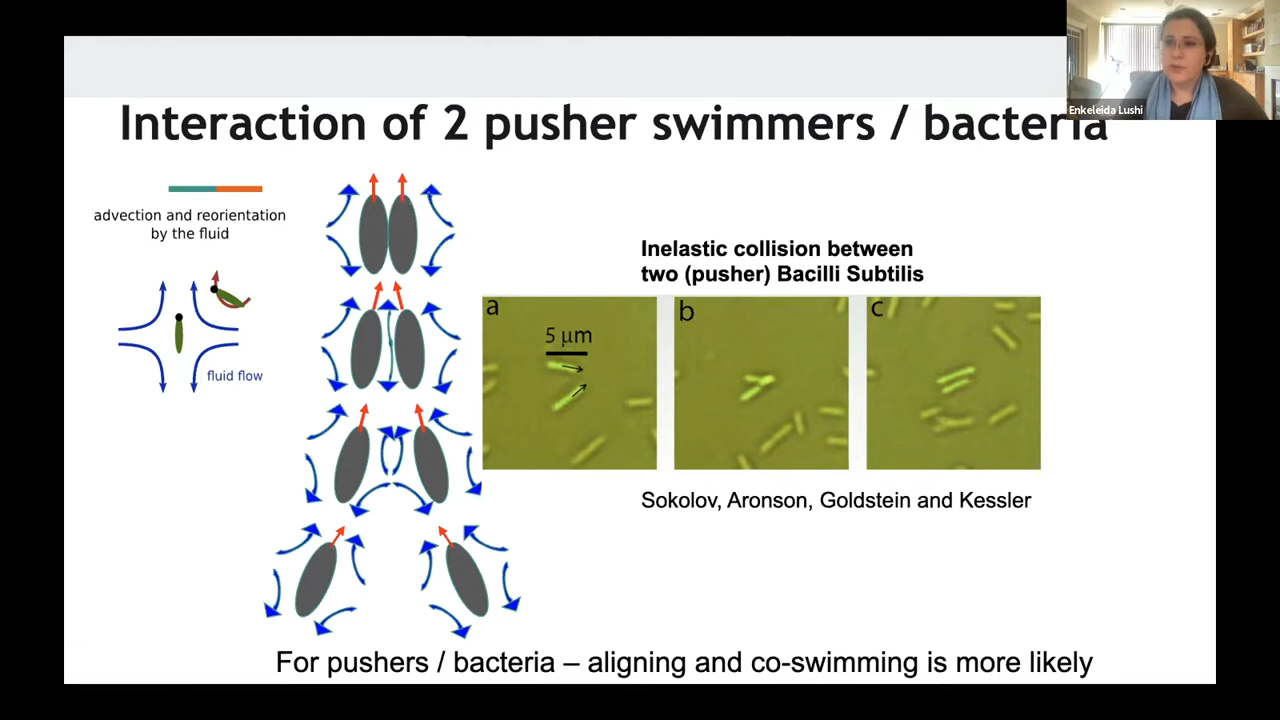 Enkeleida Lushi
Interaction of 2 pusher swimmers / bacteria
advection and reorientation
by the fluid
fluid flow
Inelastic collision between
two (pusher) Bacilli Subtilis
a
5 μm
b
c
Sokolov, Aronson, Goldstein and Kessler
For pushers / bacteria – aligning and co-swimming is more likely